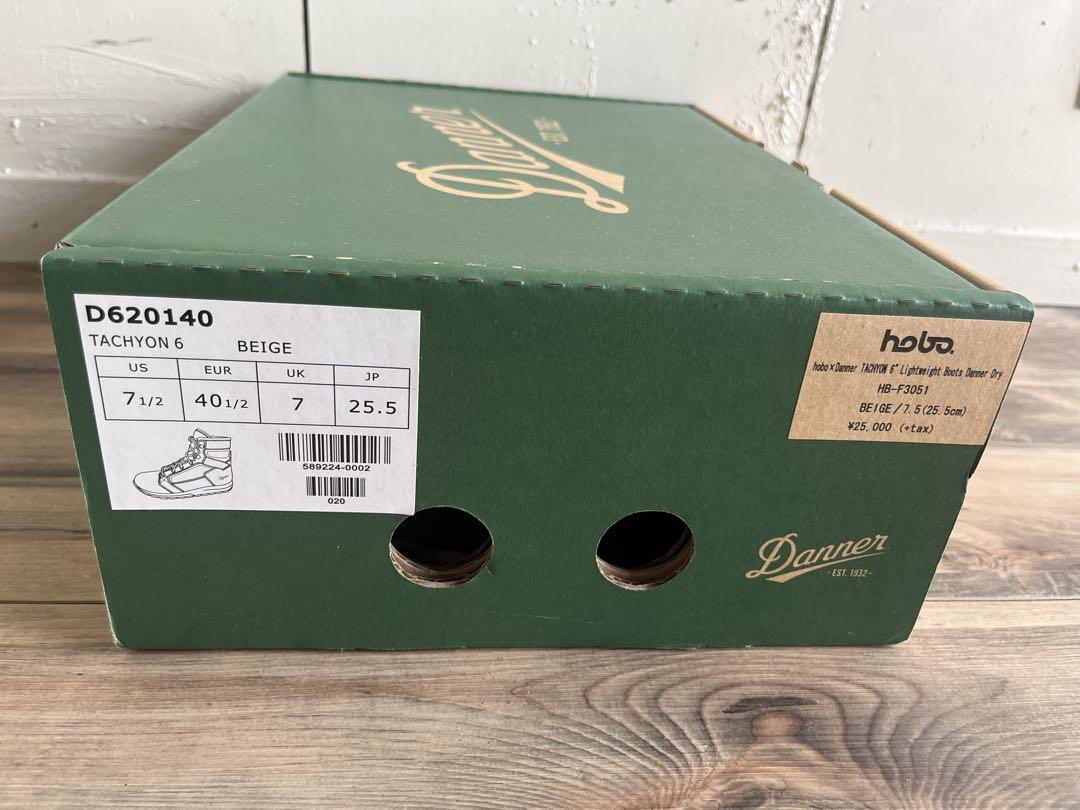 Danner
-EST. 1932-
D620140
TACHYON 6 BEIGE
US EUR UK JP
7 1/2 40 1/2 7 25.5
589224-0002
020
hobo.
hobo×Danner TACHYON 6" Lightweight Boots Danner Dry
HB-F3051
BEIGE/7.5(25.5cm)
¥25,000 (+tax)
Danner
-EST. 1932-